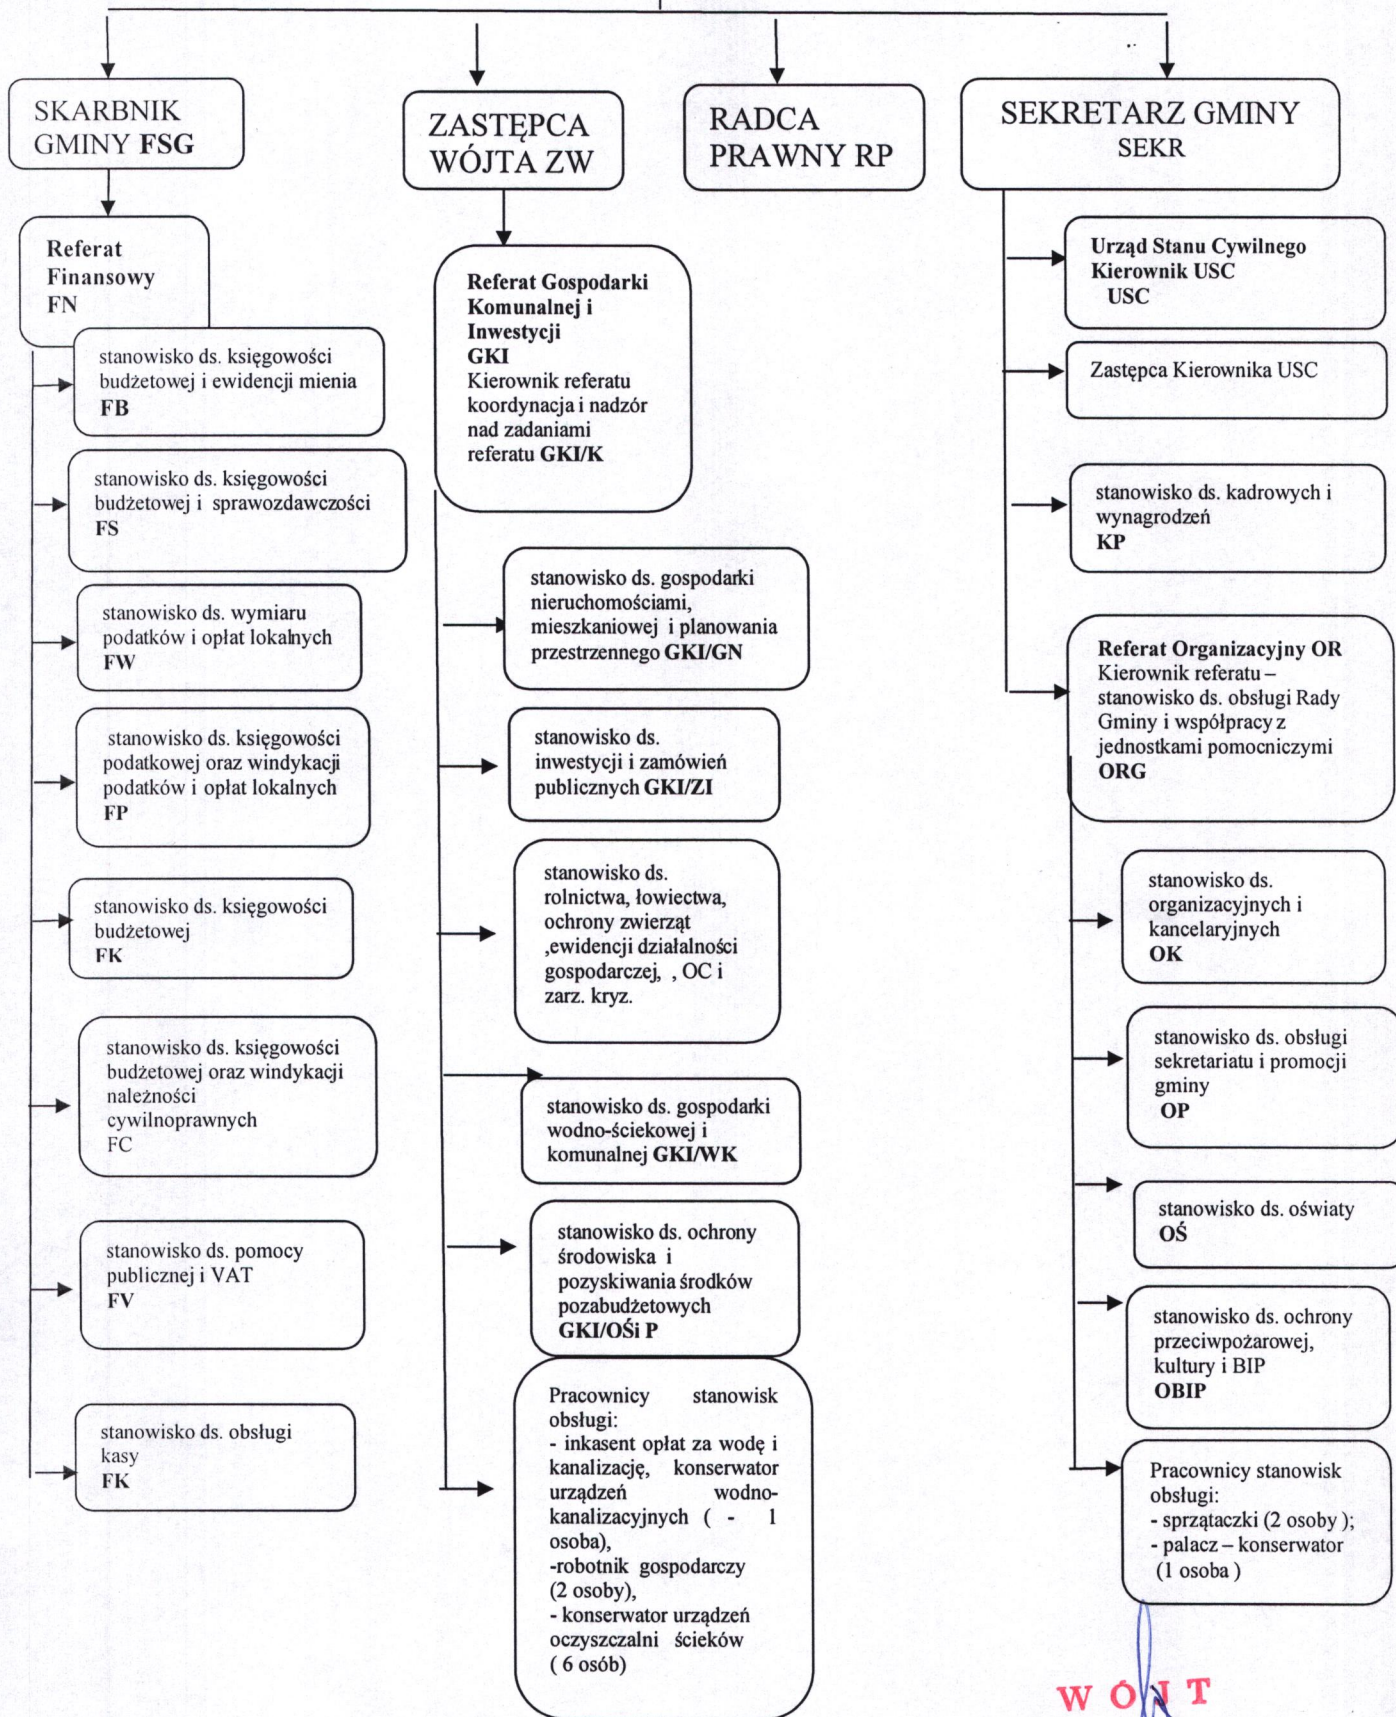 SKARBNIK
GMINY FSG
Referat
Finansowy
FN
stanowisko ds. księgowości
budżetowej i ewidencji mienia
FB
stanowisko ds. księgowości
budżetowej i sprawozdawczości
FS
stanowisko ds. wymiaru
podatków i opłat lokalnych
FW
stanowisko ds. księgowości
podatkowej oraz windykacji
podatków i opłat lokalnych
FP
stanowisko ds. księgowości
budżetowej
FK
stanowisko ds. księgowości
budżetowej oraz windykacji
należności
cywilnoprawnych
FC
stanowisko ds. pomocy
publicznej i VAT
FV
stanowisko ds. obsługi
kasy
FK
ZASTĘPCA
WÓJTA ZW
Referat Gospodarki
Komunalnej i
Inwestycji
GKI
Kierownik referatu
koordynacja i nadzór
nad zadaniami
referatu GKI/K
stanowisko ds. gospodarki
nieruchomościami,
mieszkaniowej i planowania
przestrzennego GKI/GN
stanowisko ds.
inwestycji i zamówień
publicznych GKI/ZI
stanowisko ds.
rolnictwa, łowiectwa,
ochrony zwierząt
,ewidencji działalności
gospodarczej, , OC i
zarz. kryz.
stanowisko ds. gospodarki
wodno-ściekowej i
komunalnej GKI/WK
stanowisko ds. ochrony
środowiska i
pozyskiwania środków
pozabudżetowych
GKI/OŚi P
Pracownicy stanowisk
obsługi:
- inkasent opłat za wodę i
kanalizację, konserwator
urządzeń wodno-
kanalizacyjnych ( - 1
osoba),
-robotnik gospodarczy
(2 osoby),
- konserwator urządzeń
oczyszczalni ścieków
( 6 osób)
RADCA
PRAWNY RP
SEKRETARZ GMINY
SEKR
Urząd Stanu Cywilnego
Kierownik USC
USC
Zastępca Kierownika USC
stanowisko ds. kadrowych i
wynagrodzeń
KP
Referat Organizacyjny OR
Kierownik referatu –
stanowisko ds. obsługi Rady
Gminy i współpracy z
jednostkami pomocniczymi
ORG
stanowisko ds.
organizacyjnych i
kancelaryjnych
OK
stanowisko ds. obsługi
sekretariatu i promocji
gminy
OP
stanowisko ds. oświaty
OŚ
stanowisko ds. ochrony
przeciwpożarowej,
kultury i BIP
OBIP
Pracownicy stanowisk
obsługi:
- sprzątaczki (2 osoby );
- palacz – konserwator
(1 osoba )
WÓJT